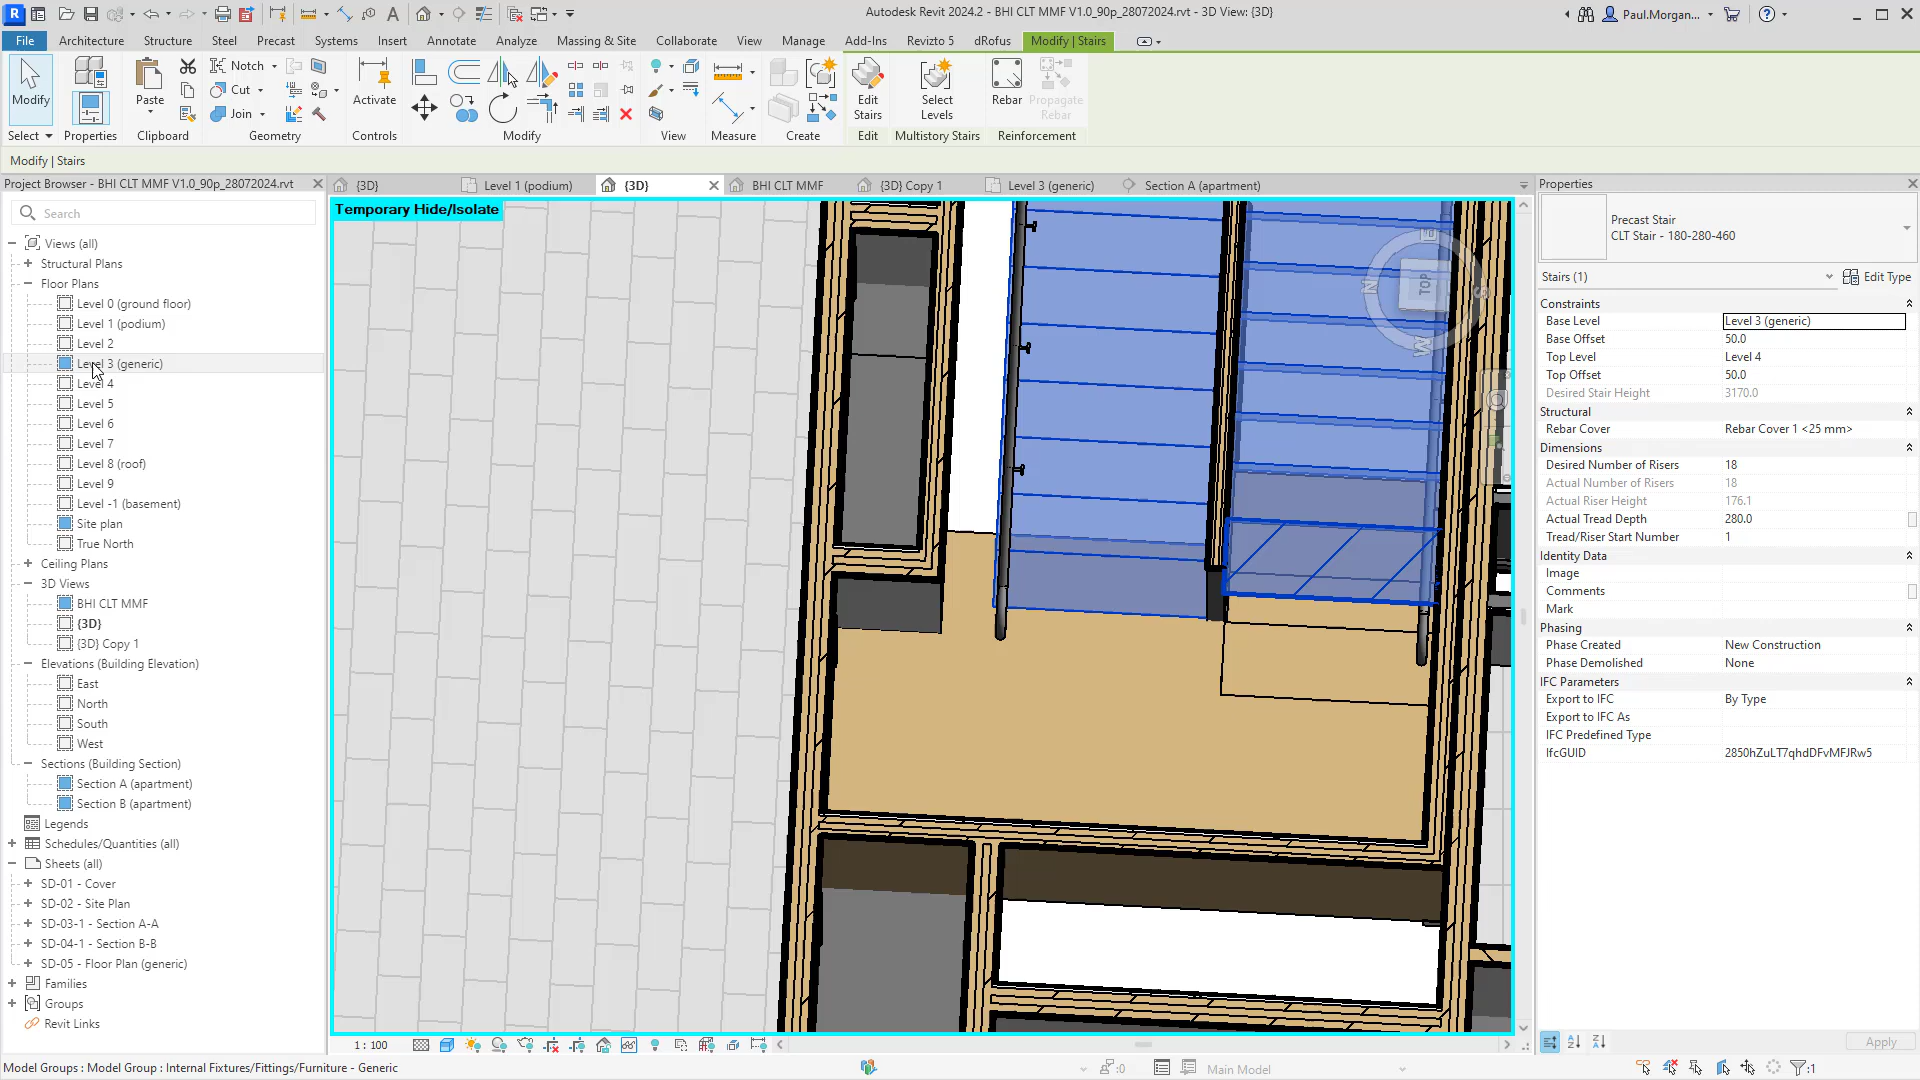 Autodesk Revit 2024.2 - BHI CLT MMF V1.0_90p_28072024.rvt - 3D View: {3D}
Paul.Morgan...
File Architecture Structure Steel Precast Systems Insert Annotate Analyze Massing & Site Collaborate View Manage Add-Ins Revizto 5 dRofus Modify | Stairs
Modify
Paste
Notch
Cut
Join
Activate
Edit Stairs
Select Levels
Rebar
Propagate Rebar
Select Properties Clipboard Geometry Controls Modify View Measure Create Edit Multistory Stairs Reinforcement
Modify | Stairs
Project Browser - BHI CLT MMF V1.0_90p_28072024.rvt
{3D} Level 1 (podium) {3D} BHI CLT MMF {3D} Copy 1 Level 3 (generic) Section A (apartment)
Search
Views (all)
Structural Plans
Floor Plans
Level 0 (ground floor)
Level 1 (podium)
Level 2
Level 3 (generic)
Level 4
Level 5
Level 6
Level 7
Level 8 (roof)
Level 9
Level -1 (basement)
Site plan
True North
Ceiling Plans
3D Views
BHI CLT MMF
{3D}
{3D} Copy 1
Elevations (Building Elevation)
East
North
South
West
Sections (Building Section)
Section A (apartment)
Section B (apartment)
Legends
Schedules/Quantities (all)
Sheets (all)
SD-01 - Cover
SD-02 - Site Plan
SD-03-1 - Section A-A
SD-04-1 - Section B-B
SD-05 - Floor Plan (generic)
Families
Groups
Revit Links
Temporary Hide/Isolate
TOP
N
S
W
1 : 100
Properties
Precast Stair
CLT Stair - 180-280-460
Stairs (1)
Edit Type
Constraints
Base Level Level 3 (generic)
Base Offset 50.0
Top Level Level 4
Top Offset 50.0
Desired Stair Height 3170.0
Structural
Rebar Cover Rebar Cover 1 <25 mm>
Dimensions
Desired Number of Risers 18
Actual Number of Risers 18
Actual Riser Height 176.1
Actual Tread Depth 280.0
Tread/Riser Start Number 1
Identity Data
Image
Comments
Mark
Phasing
Phase Created New Construction
Phase Demolished None
IFC Parameters
Export to IFC By Type
Export to IFC As
IFC Predefined Type
IfcGUID 2850hZuLT7qhdDFvMFJRw5
Apply
Model Groups : Model Group : Internal Fixtures/Fittings/Furniture - Generic
:0
Main Model
:1